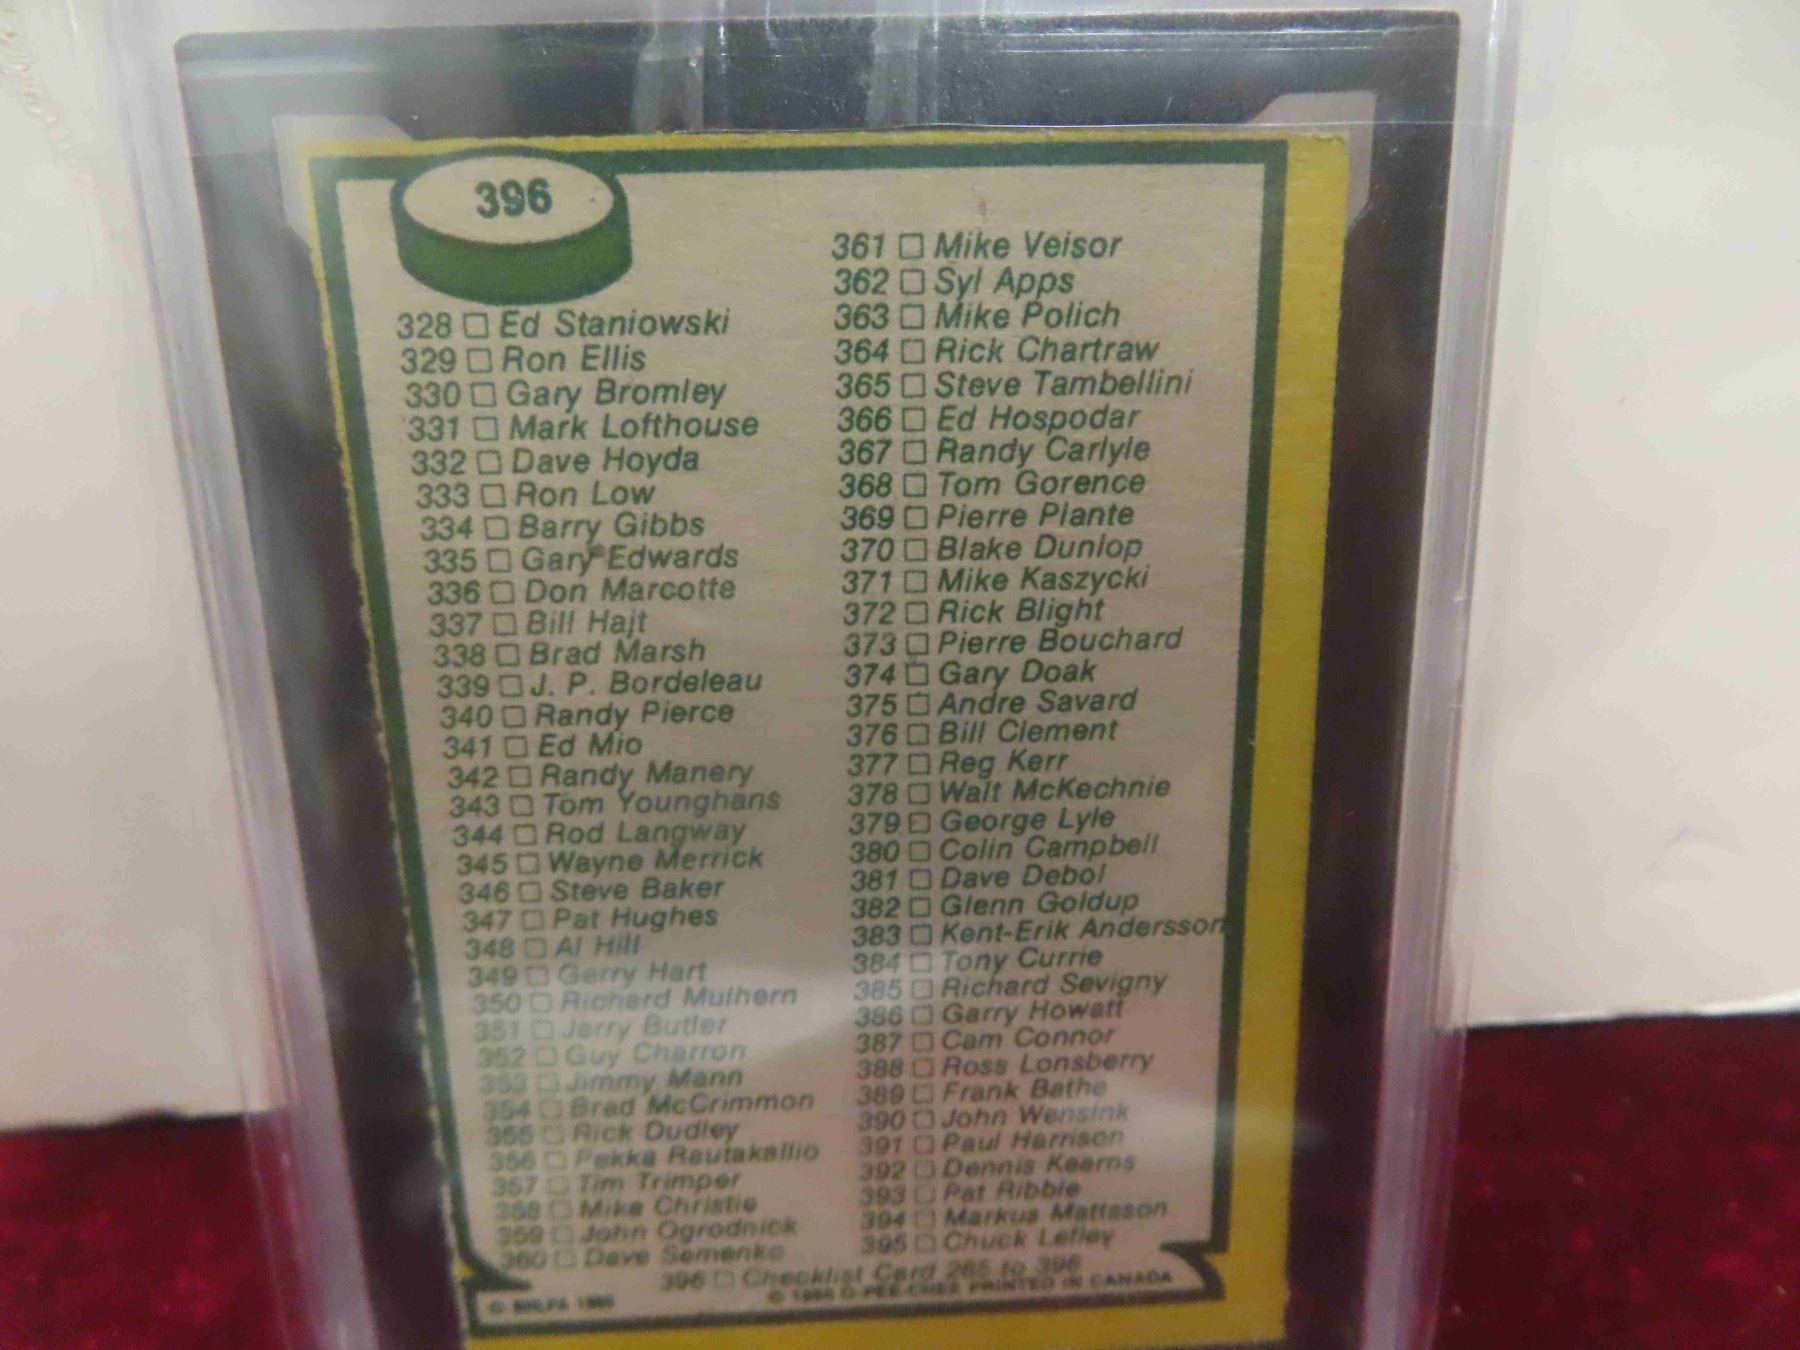 396
328 □ Ed Staniowski
329 □ Ron Ellis
330 □ Gary Bromley
331 □ Mark Lofthouse
332 □ Dave Hoyda
333 □ Ron Low
334 □ Barry Gibbs
335 □ Gary Edwards
336 □ Don Marcotte
337 □ Bill Hajt
338 □ Brad Marsh
339 □ J. P. Bordeleau
340 □ Randy Pierce
341 □ Ed Mio
342 □ Randy Manery
343 □ Tom Younghans
344 □ Rod Langway
345 □ Wayne Merrick
346 □ Steve Baker
347 □ Pat Hughes
348 □ Al Hill
349 □ Gerry Hart
350 □ Richard Mulhern
351 □ Jerry Butler
352 □ Guy Charron
353 □ Jimmy Mann
354 □ Brad McCrimmon
355 □ Rick Dudley
356 □ Pekka Rautakallio
357 □ Tim Trimper
358 □ Mike Christie
359 □ John Ogrodnick
360 □ Dave Semenko
361 □ Mike Veisor
362 □ Syl Apps
363 □ Mike Polich
364 □ Rick Chartraw
365 □ Steve Tambellini
366 □ Ed Hospodar
367 □ Randy Carlyle
368 □ Tom Gorence
369 □ Pierre Plante
370 □ Blake Dunlop
371 □ Mike Kaszycki
372 □ Rick Blight
373 □ Pierre Bouchard
374 □ Gary Doak
375 □ Andre Savard
376 □ Bill Clement
377 □ Reg Kerr
378 □ Walt McKechnie
379 □ George Lyle
380 □ Colin Campbell
381 □ Dave Debol
382 □ Glenn Goldup
383 □ Kent-Erik Andersson
384 □ Tony Currie
385 □ Richard Sevigny
386 □ Garry Howatt
387 □ Cam Connor
388 □ Ross Lonsberry
389 □ Frank Bathe
390 □ John Wensink
391 □ Paul Harrison
392 □ Dennis Kearns
393 □ Pat Ribble
394 □ Markus Mattsson
395 □ Chuck Lefley
396 □ Checklist Card 265 to 396
© NHLPA 1980
© 1980 O-PEE-CHEE PRINTED IN CANADA